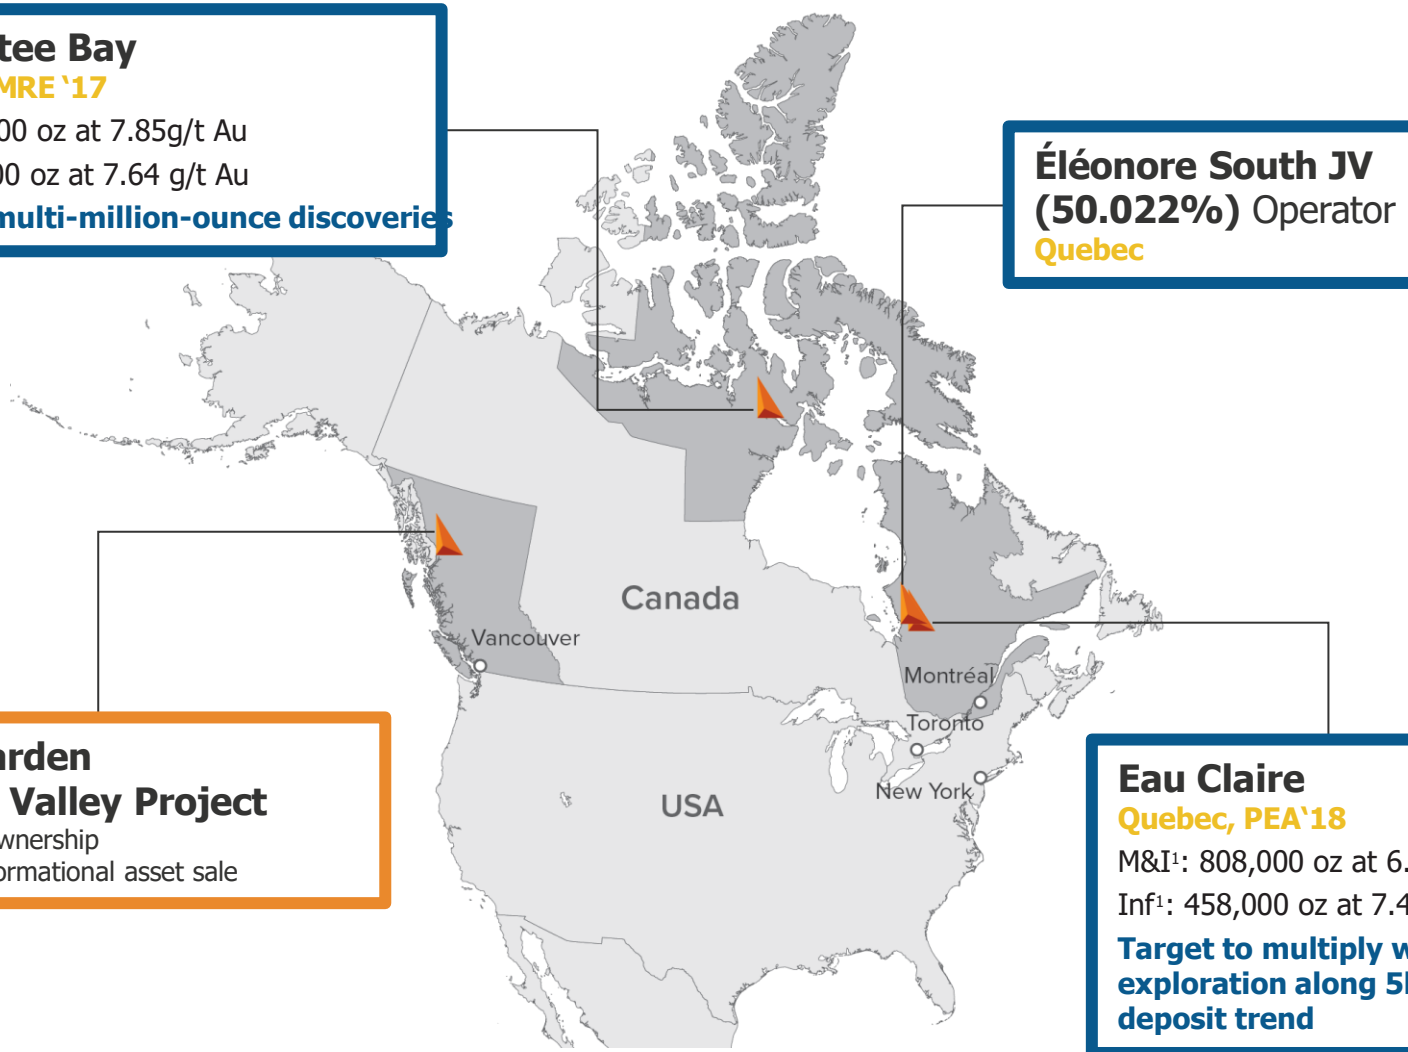 tee Bay
MRE ‘17
00 oz at 7.85g/t Au
00 oz at 7.64 g/t Au
multi-million-ounce discoveries
Éléonore South JV
(50.022%) Operator
Quebec
Canada
Vancouver
Montréal
Toronto
New York
USA
arden
Valley Project
wnership
ormational asset sale
Eau Claire
Quebec, PEA‘18
M&I¹: 808,000 oz at 6.
Inf¹: 458,000 oz at 7.4
Target to multiply w
exploration along 5
deposit trend